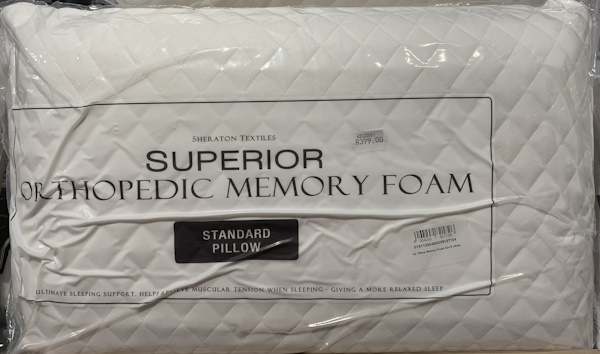 SHERATON TEXTILES
R399.00
SUPERIOR
ORTHOPEDIC MEMORY FOAM
STANDARD
PILLOW
ULTIMATE SLEEPING SUPPORT. HELPS RELIEVE MUSCULAR TENSION WHEN SLEEPING - GIVING A MORE RELAXED SLEEP